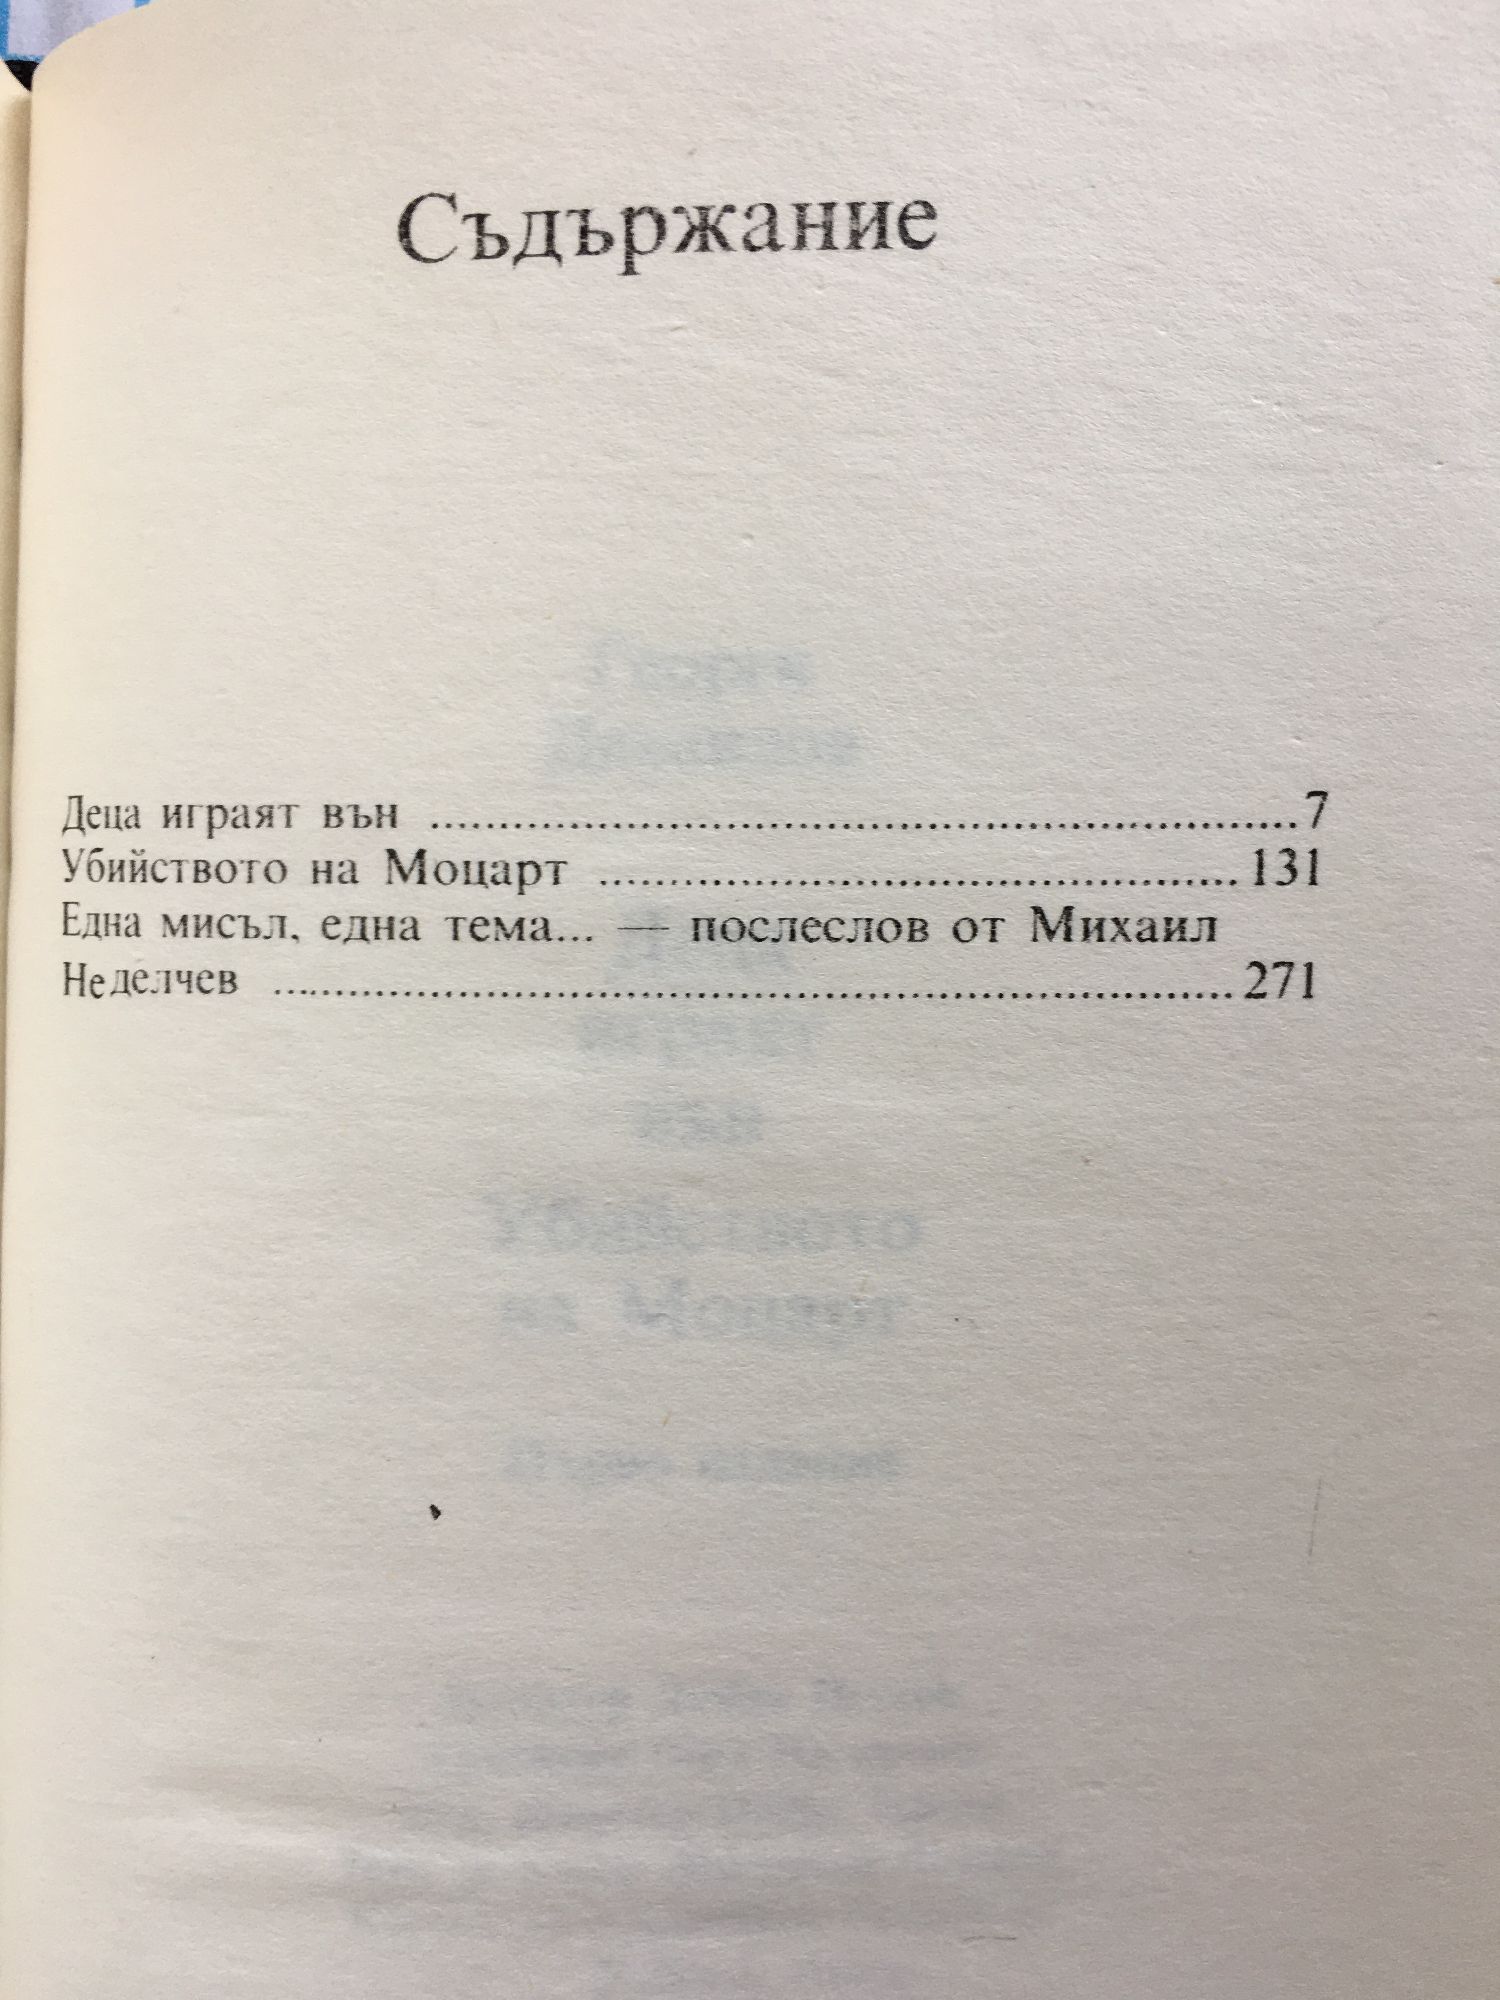 Съдържание
Деца играят вън ................................................................7
Убийството на Моцарт ................................................131
Една мисъл, една тема... — послеслов от Михаил
Неделчев .......................................................................271